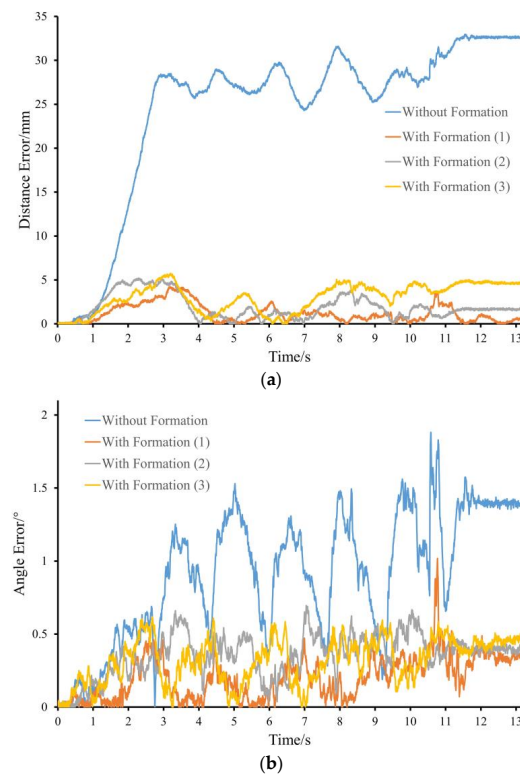 35
30
25
20
15
10
5
0
Distance Error/mm
Without Formation
With Formation (1)
With Formation (2)
With Formation (3)
0 1 2 3 4 5 6 7 8 9 10 11 12 13
Time/s
(a)
2
1.5
1
0.5
0
Angle Error/°
Without Formation
With Formation (1)
With Formation (2)
With Formation (3)
0 1 2 3 4 5 6 7 8 9 10 11 12 13
Time/s
(b)